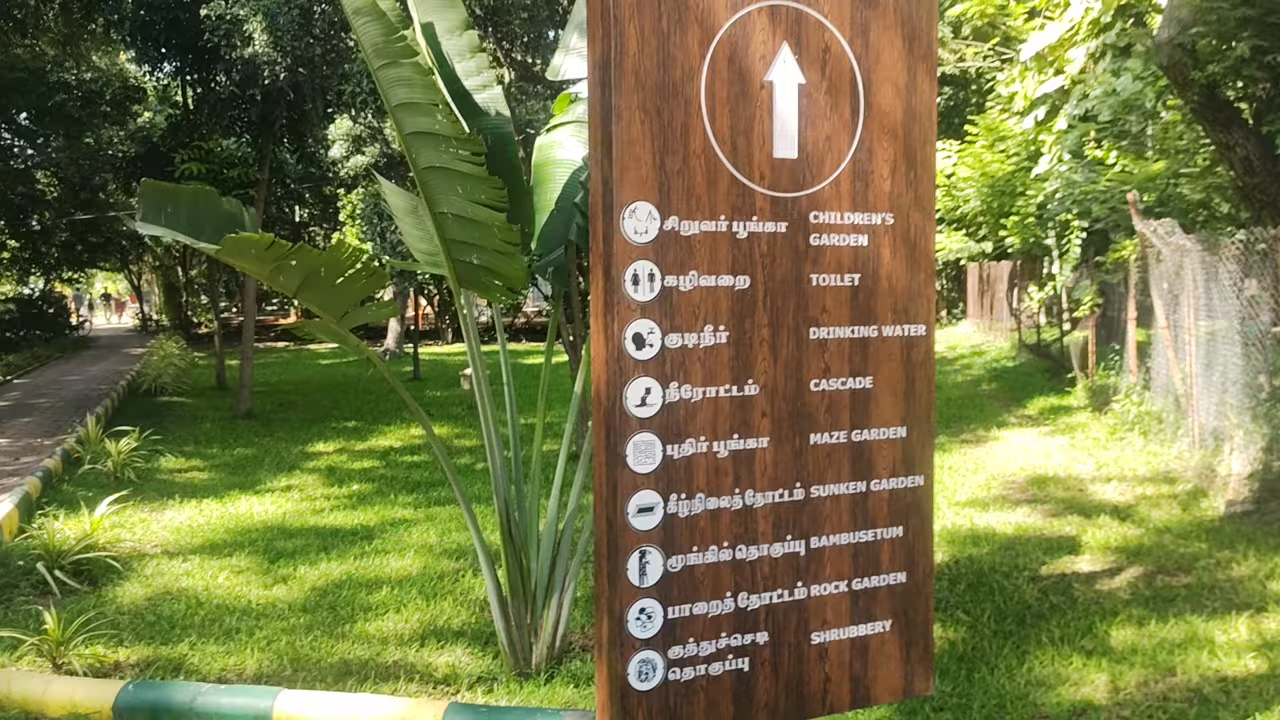 சிறுவர் பூங்கா CHILDREN'S
GARDEN
கழிவறை TOILET
குடிநீர் DRINKING WATER
நீரோட்டம் CASCADE
புதிர் பூங்கா MAZE GARDEN
கீழ்நிலைத்தோட்டம் SUNKEN GARDEN
மூங்கில் தொகுப்பு BAMBUSETUM
பாறைத் தோட்டம் ROCK GARDEN
குத்துச்செடி SHRUBBERY
தொகுப்பு